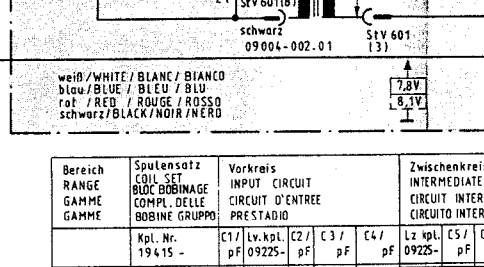 StV 601(8)
schwarz
09004-002.01
StV 601
(3)
weiß/WHITE/BLANC/BIANCO
blau/BLUE/BLEU/BLU
rot/RED/ROUGE/ROSSO
schwarz/BLACK/NOIR/NERO
7,8V
8,1V
Bereich
RANGE
GAMME
GAMME
Spulensatz
COIL SET
BLOC BOBINAGE
COMPL. DELLE
BOBINE GRUPPO
Vorkreis
INPUT CIRCUIT
CIRCUIT D'ENTREE
PRESTADIO
Zwischenkreis
INTERMEDIATE
CIRCUIT INTER
CIRCUITO INTER
Kpl. Nr.
19415 -
C1/
pF
Lv.kpl.
09225-
C2/
pF
C3/
pF
C4/
pF
Lz kpl.
09225-
C5/
pF